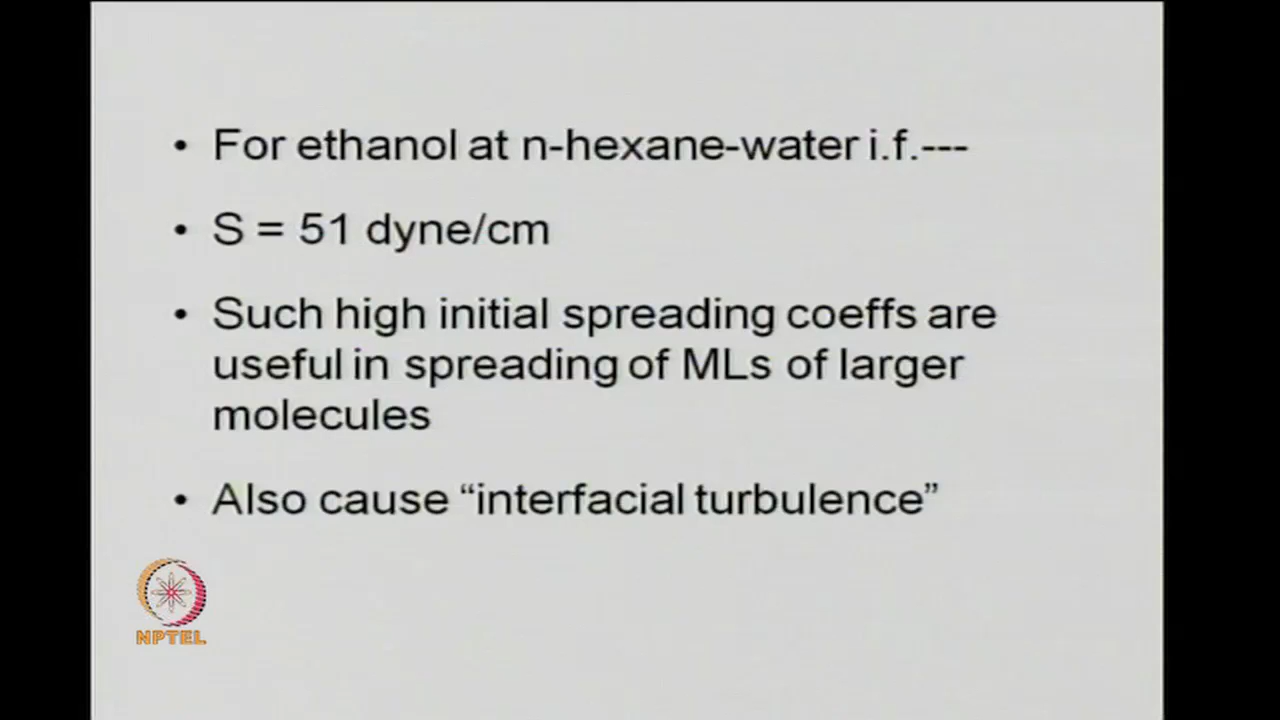 • For ethanol at n-hexane-water i.f.---
• S = 51 dyne/cm
• Such high initial spreading coeffs are
useful in spreading of MLs of larger
molecules
• Also cause “interfacial turbulence”
NPTEL